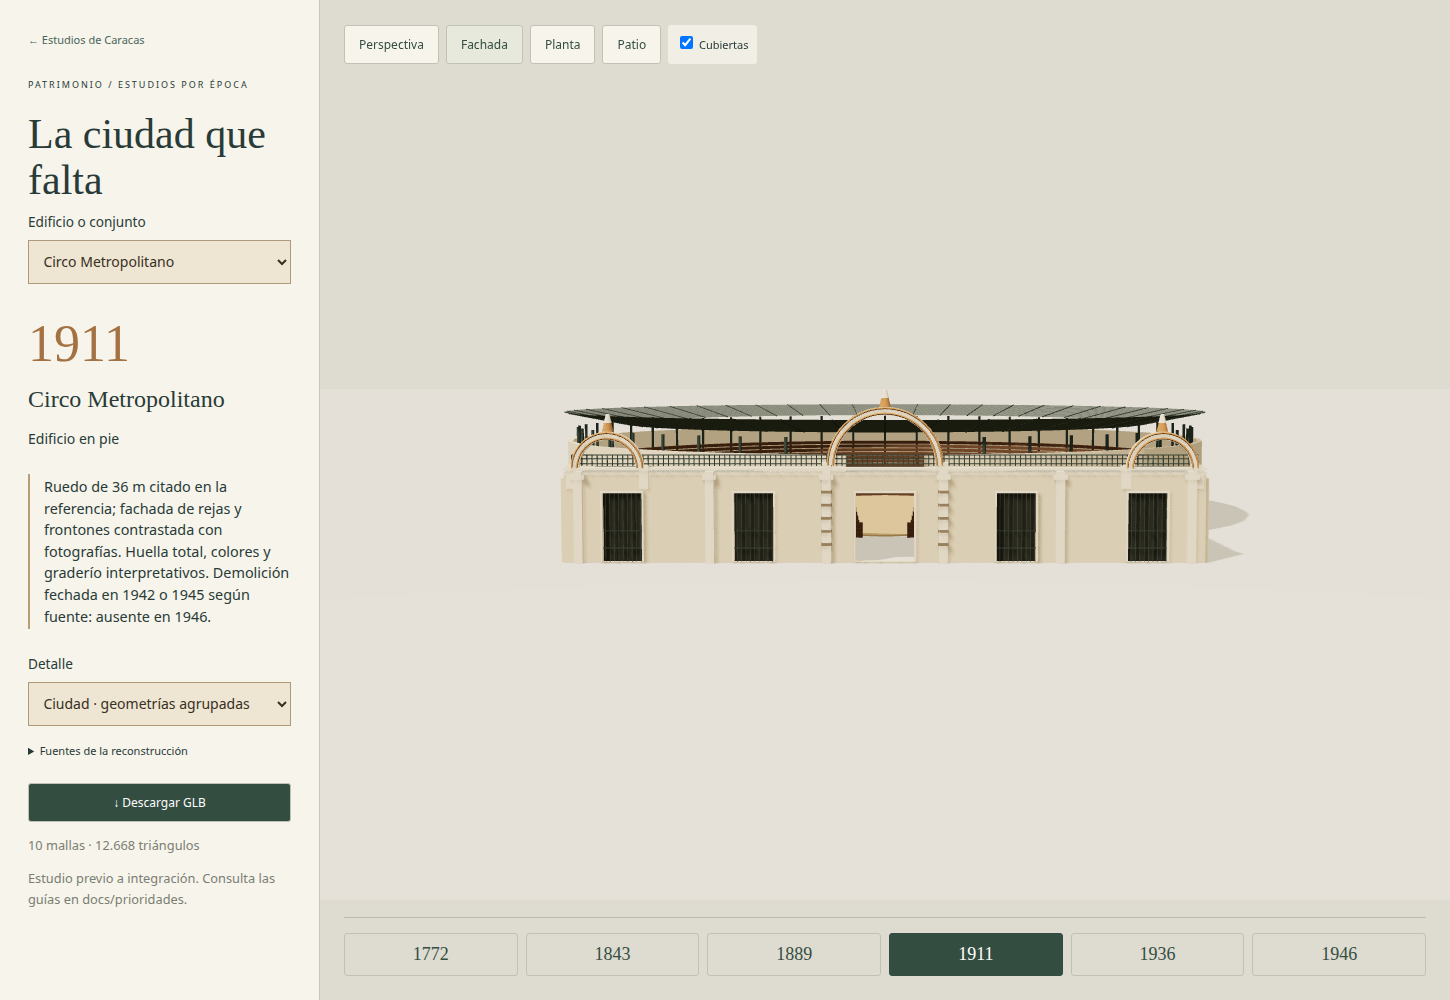 ← Estudios de Caracas
PATRIMONIO / ESTUDIOS POR ÉPOCA
La ciudad que
falta
Edificio o conjunto
Circo Metropolitano
1911
Circo Metropolitano
Edificio en pie
Ruedo de 36 m citado en la
referencia; fachada de rejas y
frontones contrastada con
fotografías. Huella total, colores y
graderío interpretativos. Demolición
fechada en 1942 o 1945 según
fuente: ausente en 1946.
Detalle
Ciudad · geometrías agrupadas
▶ Fuentes de la reconstrucción
↓ Descargar GLB
10 mallas · 12.668 triángulos
Estudio previo a integración. Consulta las
guías en docs/prioridades.
Perspectiva
Fachada
Planta
Patio
Cubiertas
1772
1843
1889
1911
1936
1946